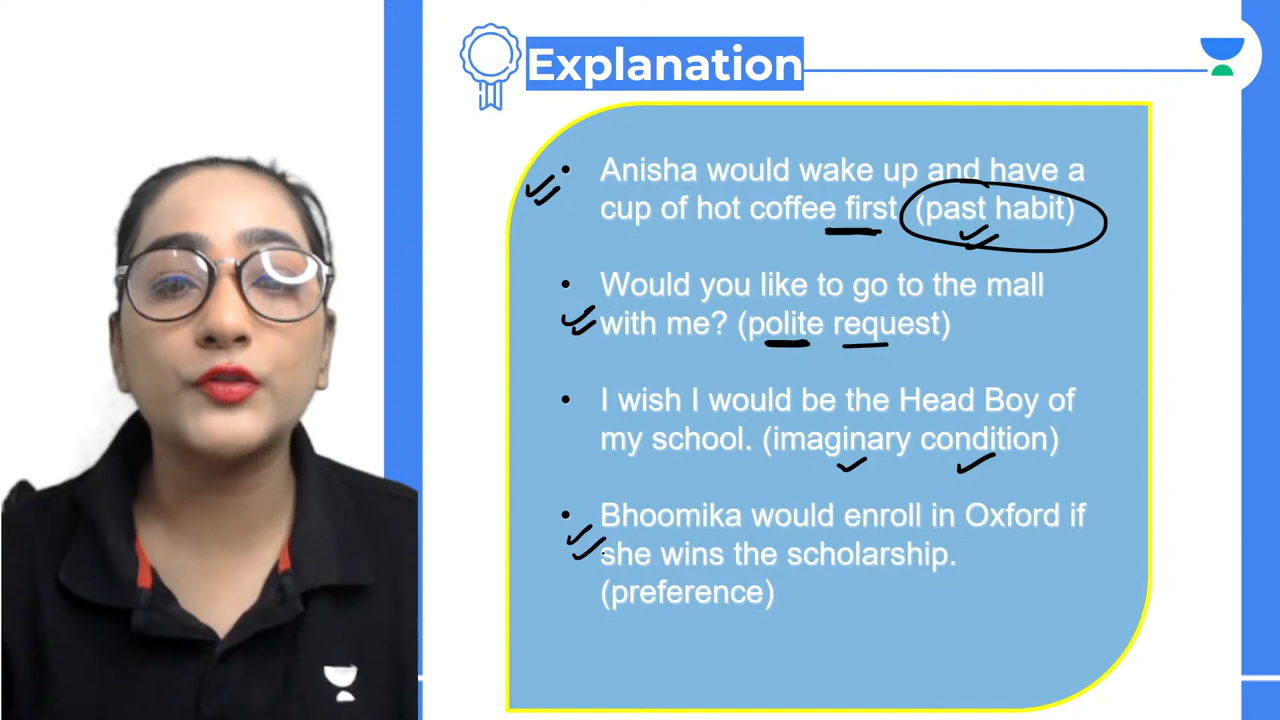 Explanation
• Anisha would wake up and have a
cup of hot coffee first (past habit)
• Would you like to go to the mall
with me? (polite request)
• I wish I would be the Head Boy of
my school. (imaginary condition)
• Bhoomika would enroll in Oxford if
she wins the scholarship.
(preference)